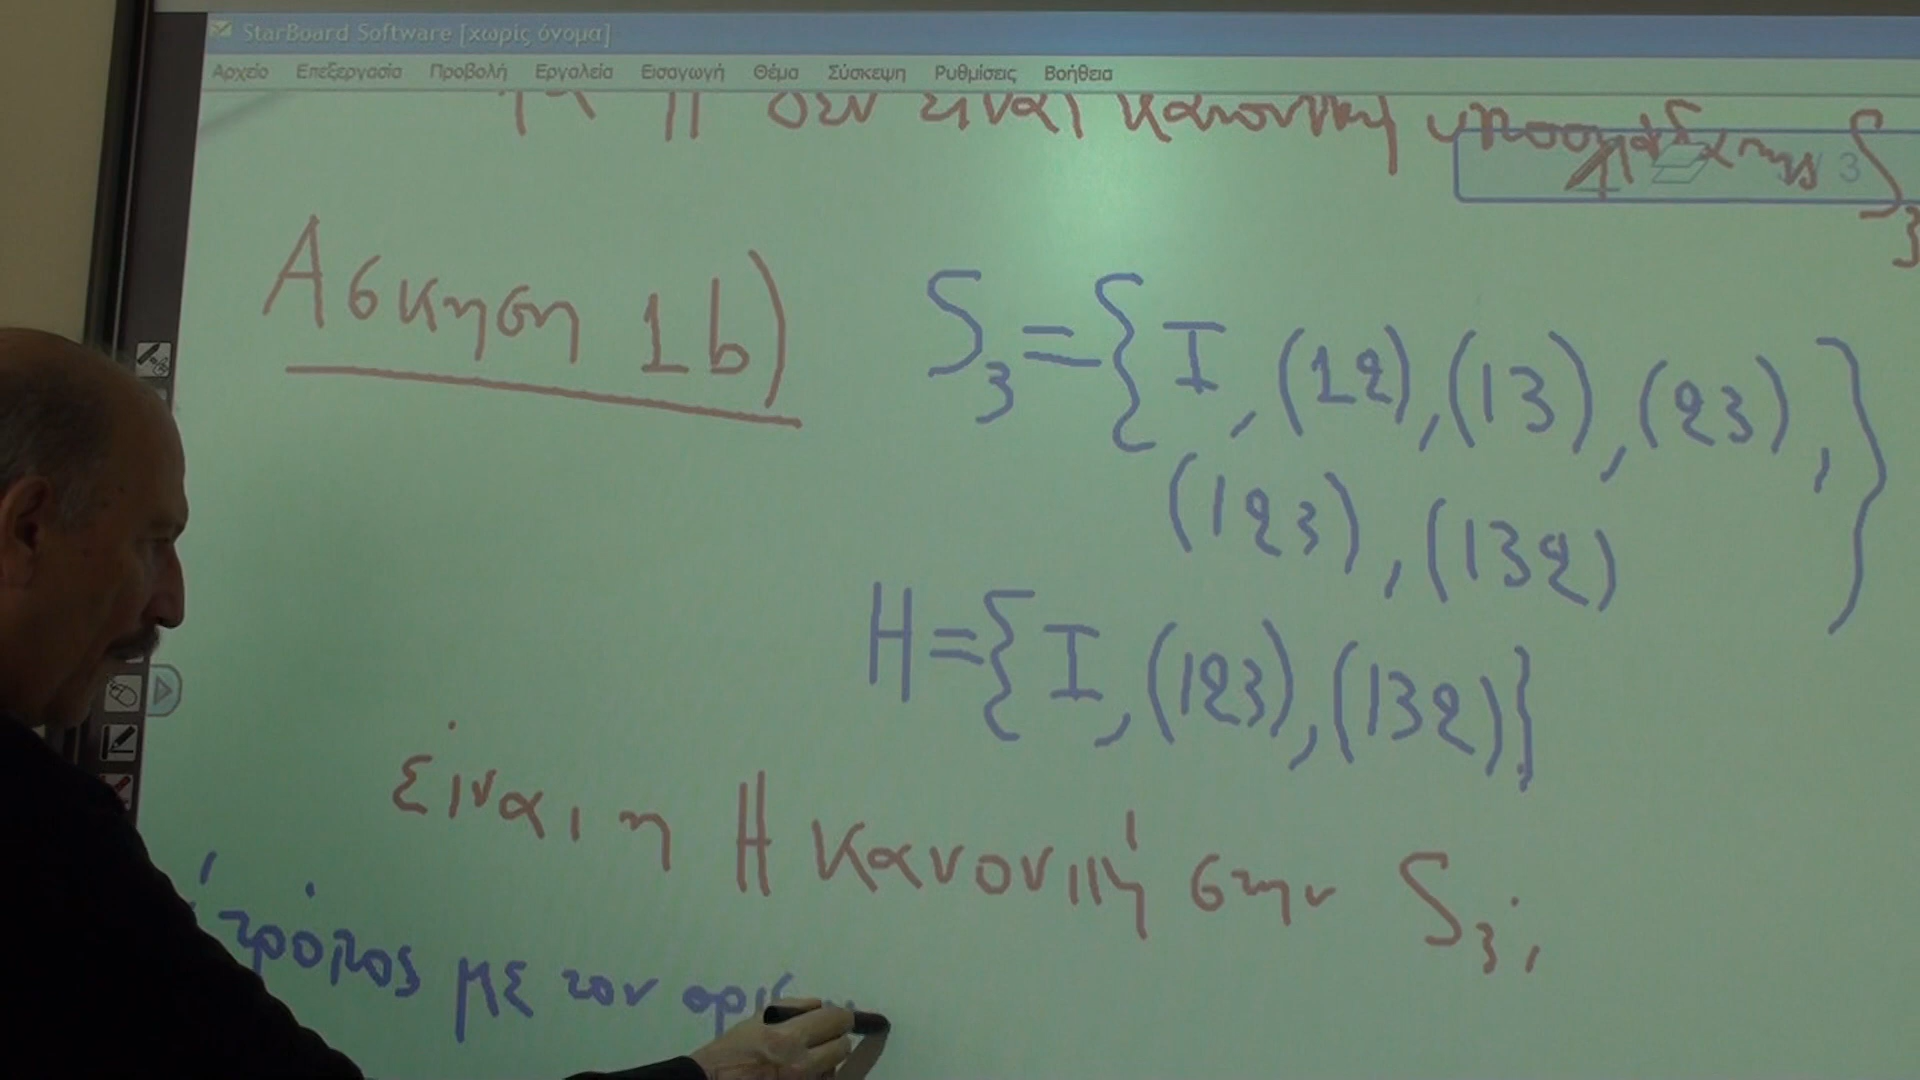 StarBoard Software [χωρίς όνομα]
Αρχείο Επεξεργασία Προβολή Εργαλεία Εισαγωγή Θέμα Σύσκεψη Ρυθμίσεις Βοήθεια
H δεν είναι κανονική υποομάδα της S3
3
Άσκηση 1b)
S3={I,(12),(13),(23),
(123),(132)}
H={I,(123),(132)}
είναι η H κανονική στην S3;
τρόπος με τον